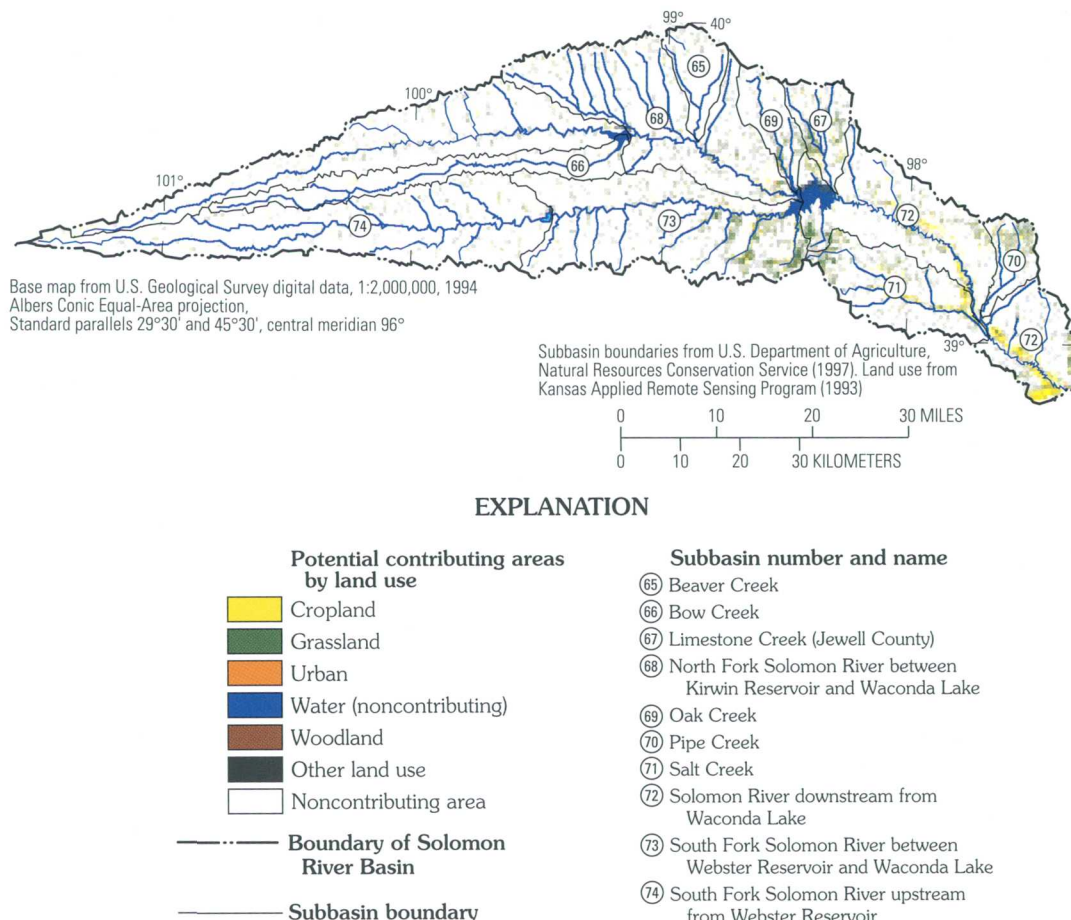 99°
40°
65
100°
68
69
67
66
98°
101°
72
74
73
70
71
72
39°
Base map from U.S. Geological Survey digital data, 1:2,000,000, 1994
Albers Conic Equal-Area projection,
Standard parallels 29°30' and 45°30', central meridian 96°
Subbasin boundaries from U.S. Department of Agriculture,
Natural Resources Conservation Service (1997). Land use from
Kansas Applied Remote Sensing Program (1993)
0 10 20 30 MILES
0 10 20 30 KILOMETERS
EXPLANATION
Potential contributing areas
by land use
Cropland
Grassland
Urban
Water (noncontributing)
Woodland
Other land use
Noncontributing area
Boundary of Solomon
River Basin
Subbasin boundary
Subbasin number and name
65 Beaver Creek
66 Bow Creek
67 Limestone Creek (Jewell County)
68 North Fork Solomon River between
Kirwin Reservoir and Waconda Lake
69 Oak Creek
70 Pipe Creek
71 Salt Creek
72 Solomon River downstream from
Waconda Lake
73 South Fork Solomon River between
Webster Reservoir and Waconda Lake
74 South Fork Solomon River upstream
from Webster Reservoir